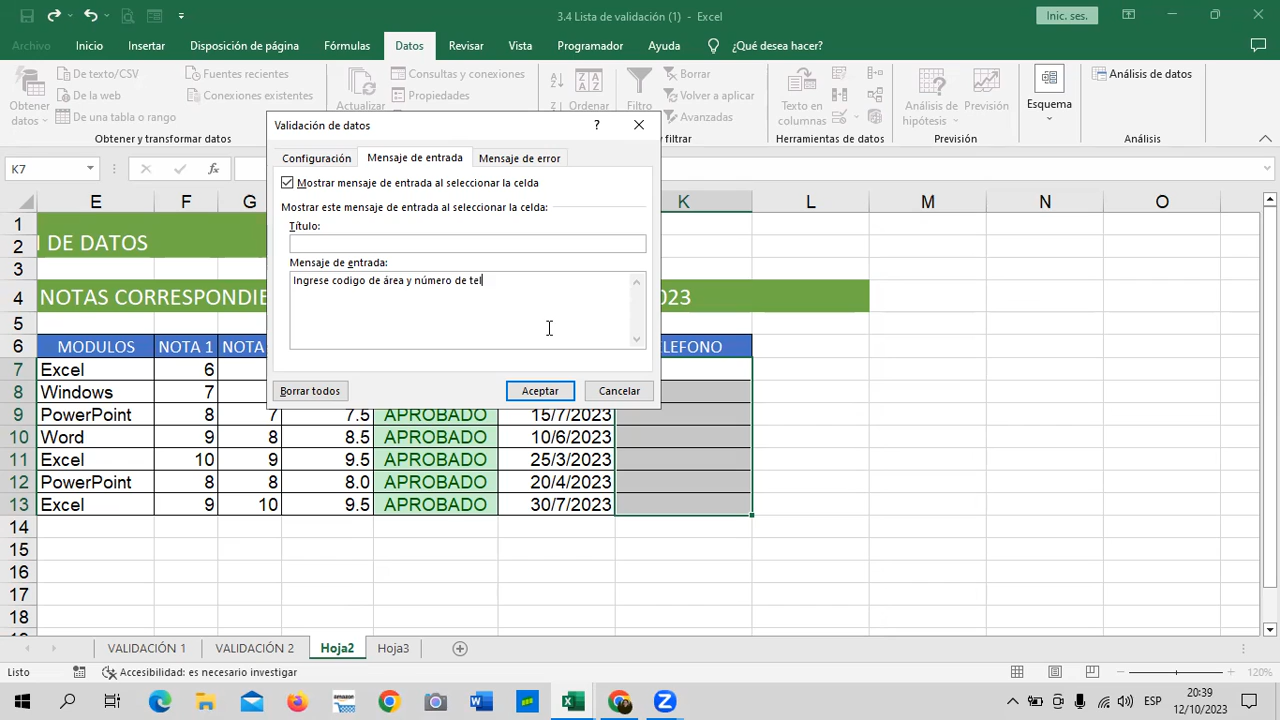 3.4 Lista de validación (1) - Excel
Inic. ses.
Archivo Inicio Insertar Disposición de página Fórmulas Datos Revisar Vista Programador Ayuda ¿Qué desea hacer?
Obtener datos
De texto/CSV
De la web
De una tabla o rango
Fuentes recientes
Conexiones existentes
Obtener y transformar datos
Actualizar
Consultas y conexiones
Propiedades
Ordenar
Filtro
Borrar
Volver a aplicar
Avanzadas
y filtrar
Texto en columnas
Herramientas de datos
Análisis de hipótesis
Previsión
Previsión
Esquema
Análisis de datos
Análisis
Validación de datos
Configuración Mensaje de entrada Mensaje de error
Mostrar mensaje de entrada al seleccionar la celda
Mostrar este mensaje de entrada al seleccionar la celda:
Título:
Mensaje de entrada:
Ingrese codigo de área y número de tel
Borrar todos Aceptar Cancelar
K7
E F G K L M N O
1
2 I DE DATOS
3
4 NOTAS CORRESPONDIE 023
5
6 MODULOS NOTA 1 NOTA LEFONO
7 Excel 6
8 Windows 7
9 PowerPoint 8 7 7.5 APROBADO 15/7/2023
10 Word 9 8 8.5 APROBADO 10/6/2023
11 Excel 10 9 9.5 APROBADO 25/3/2023
12 PowerPoint 8 8 8.0 APROBADO 20/4/2023
13 Excel 9 10 9.5 APROBADO 30/7/2023
14
15
16
17
18
VALIDACIÓN 1 VALIDACIÓN 2 Hoja2 Hoja3
Listo Accesibilidad: es necesario investigar 120%
ESP 20:39
12/10/2023